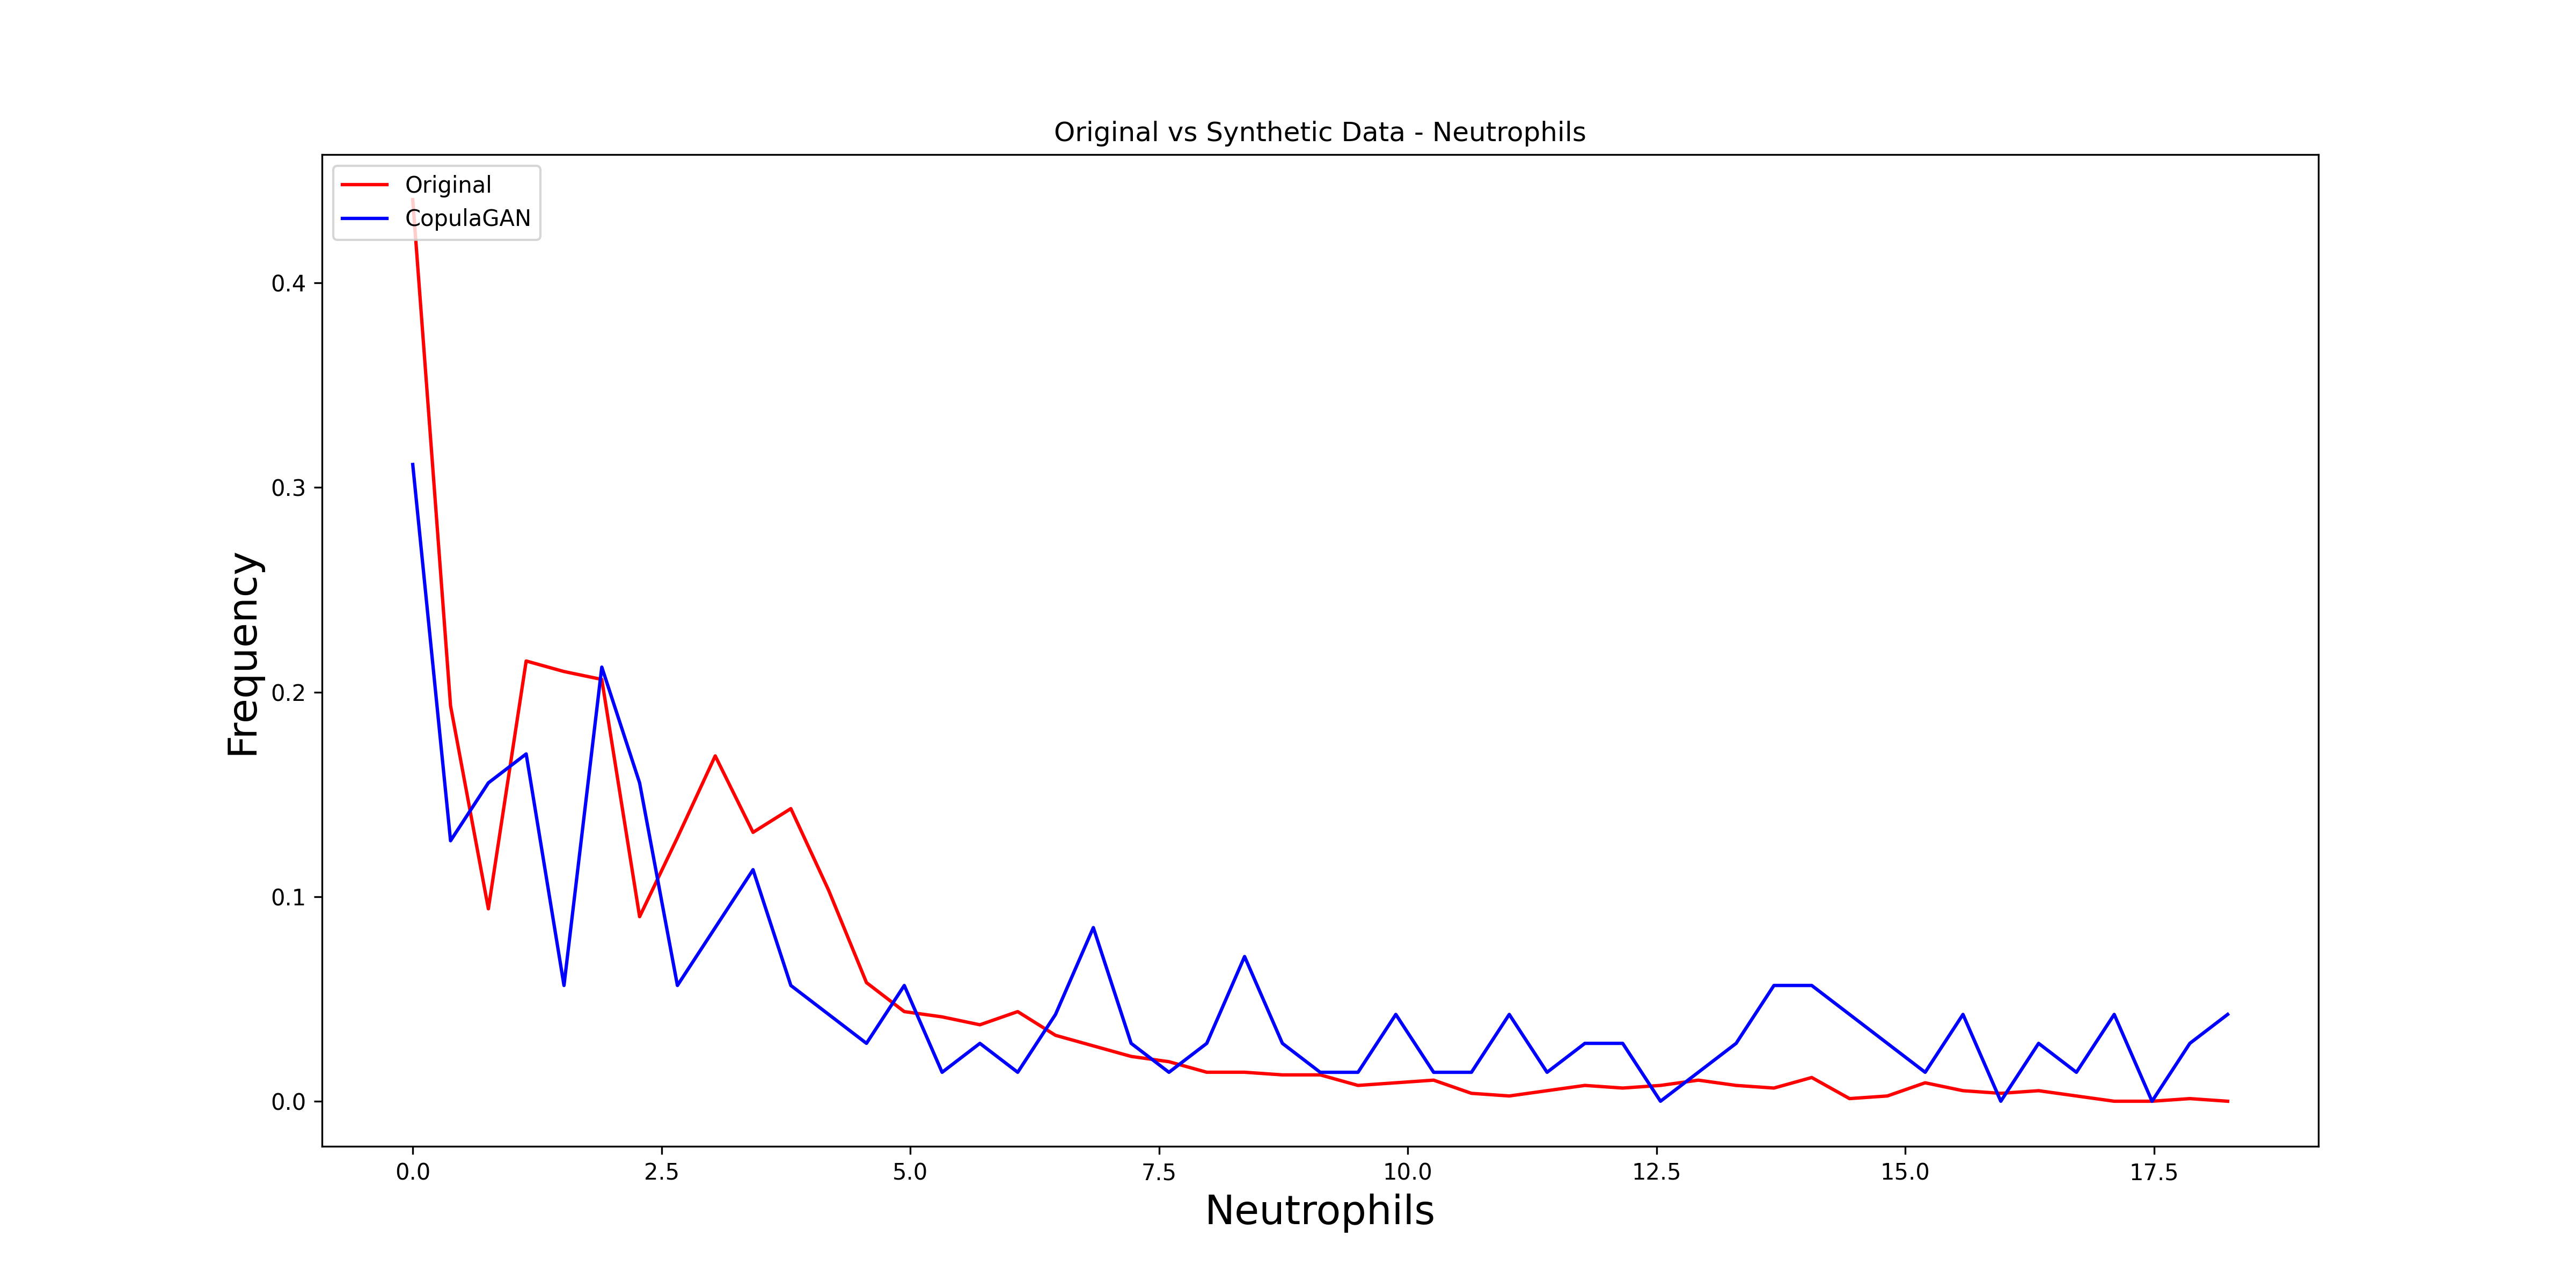 Original vs Synthetic Data - Neutrophils
Original
CopulaGAN
Frequency
0.4
0.3
0.2
0.1
0.0
0.0 2.5 5.0 7.5 10.0 12.5 15.0 17.5
Neutrophils